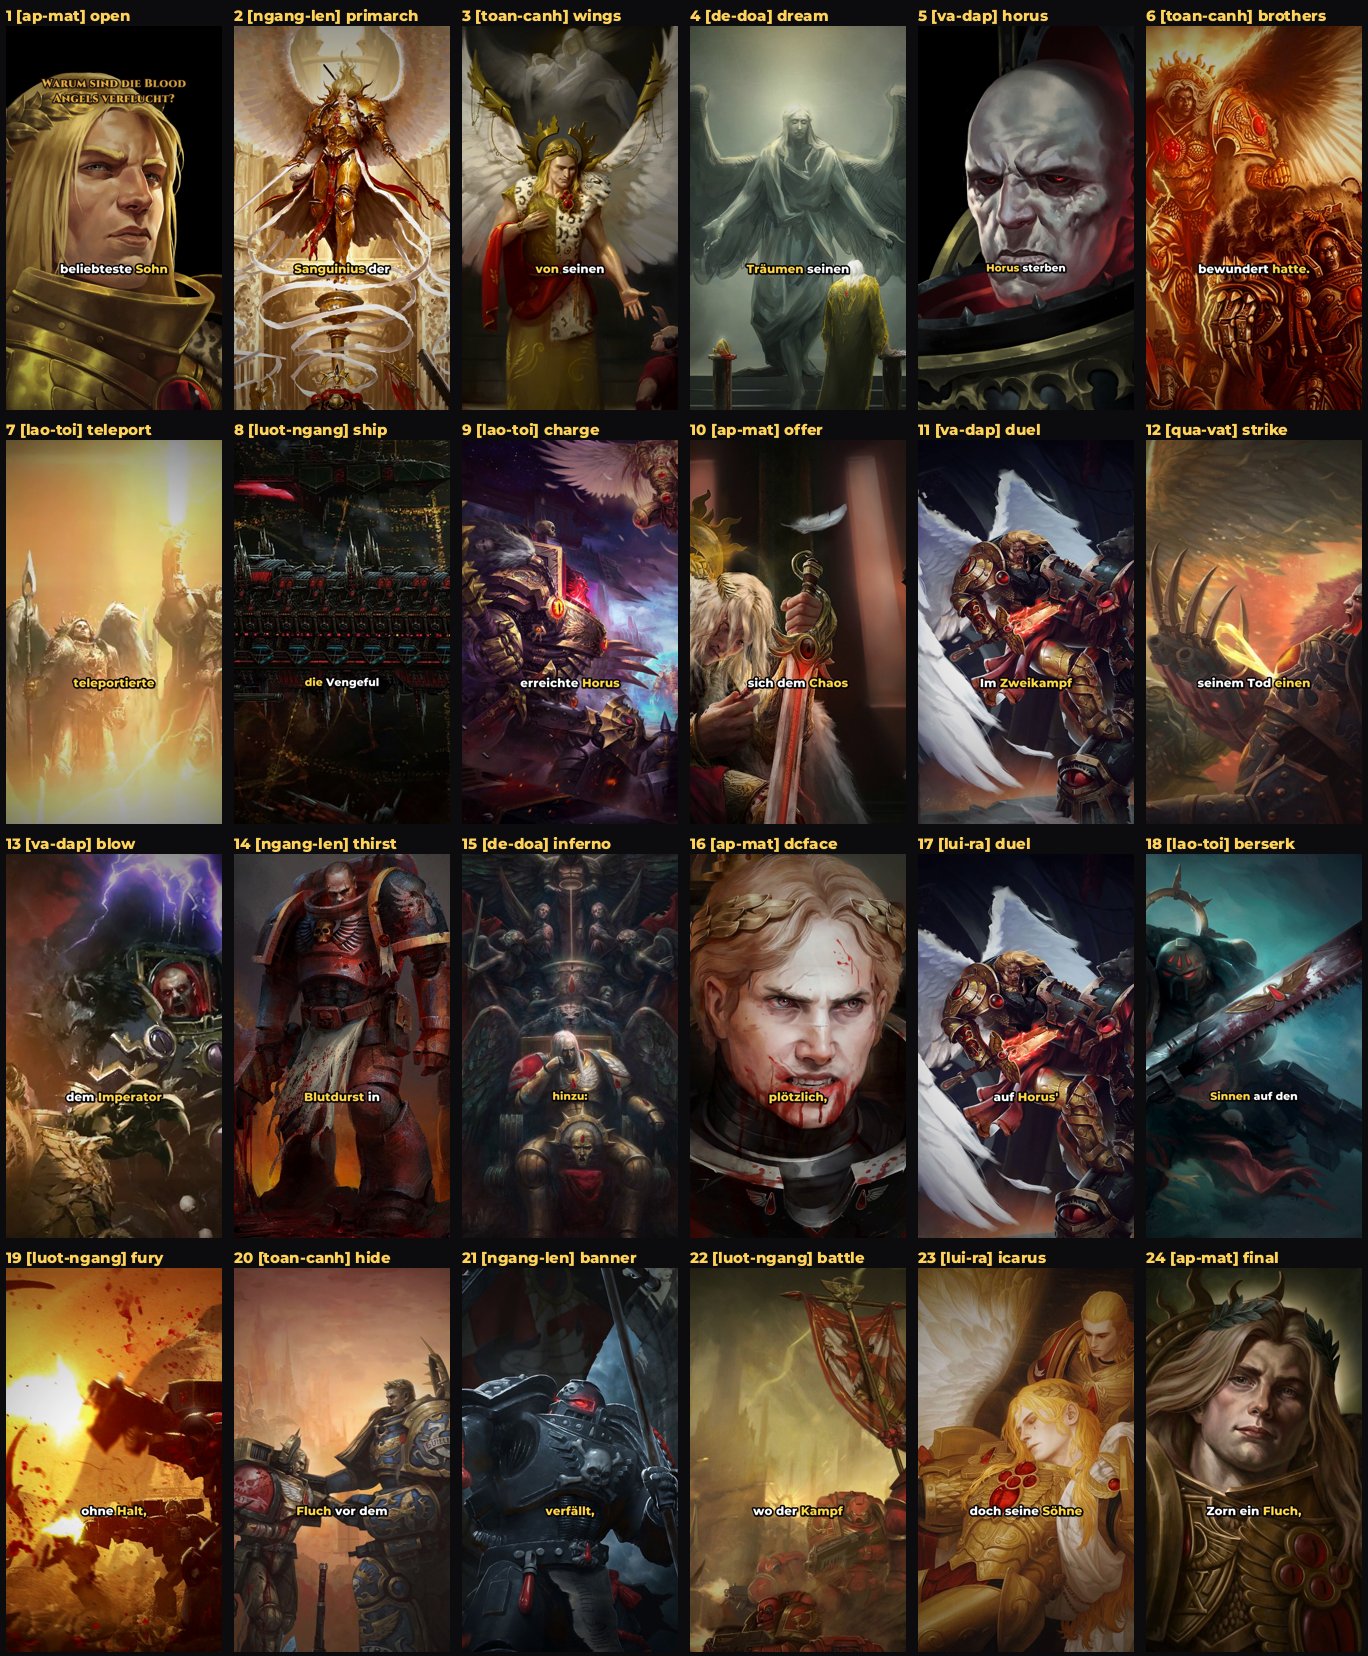 1 [ap-mat] open
WARUM SIND DIE BLOOD
ANGELS VERFLUCHT?
beliebteste Sohn
2 [ngang-len] primarch
Sanguinius der
3 [toan-canh] wings
von seinen
4 [de-doa] dream
Träumen seinen
5 [va-dap] horus
Horus sterben
6 [toan-canh] brothers
bewundert hatte.
7 [lao-toi] teleport
teleportierte
8 [luot-ngang] ship
die Vengeful
9 [lao-toi] charge
erreichte Horus
10 [ap-mat] offer
sich dem Chaos
11 [va-dap] duel
Im Zweikampf
12 [qua-vat] strike
seinem Tod einen
13 [va-dap] blow
dem Imperator
14 [ngang-len] thirst
Blutdurst in
15 [de-doa] inferno
hinzu:
16 [ap-mat] dcface
plötzlich,
17 [lui-ra] duel
auf Horus'
18 [lao-toi] berserk
Sinnen auf den
19 [luot-ngang] fury
ohne Halt,
20 [toan-canh] hide
Fluch vor dem
21 [ngang-len] banner
verfällt,
22 [luot-ngang] battle
wo der Kampf
23 [lui-ra] icarus
doch seine Söhne
24 [ap-mat] final
Zorn ein Fluch,